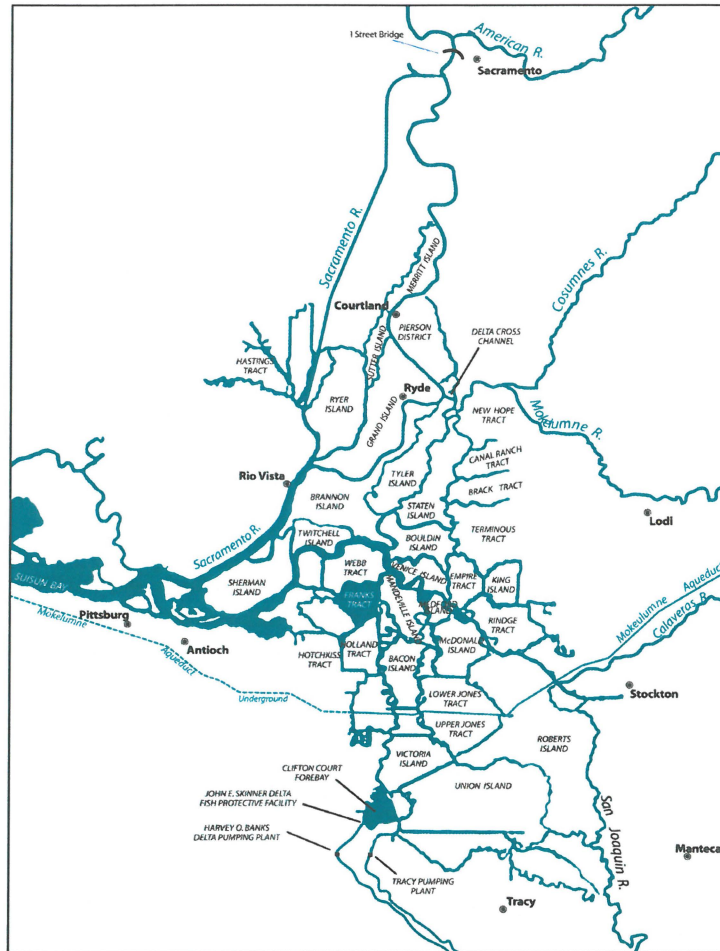 I Street Bridge
American R.
Sacramento
Sacramento R.
Cosumnes R.
MERRITT ISLAND
Courtland
PIERSON
DISTRICT
DELTA CROSS
CHANNEL
SUTTER ISLAND
HASTINGS
TRACT
RYER
ISLAND
Ryde
GRAND ISLAND
NEW HOPE
TRACT
Mokelumne R.
CANAL RANCH
TRACT
TYLER
ISLAND
BRACK TRACT
Rio Vista
BRANNON
ISLAND
STATEN
ISLAND
Lodi
TERMINOUS
TRACT
Sacramento R.
TWITCHELL
ISLAND
BOULDIN
ISLAND
WEBB
TRACT
VENICE ISLAND
EMPIRE
TRACT
KING
ISLAND
SUISUN BAY
SHERMAN
ISLAND
FRANKS
TRACT
MANDEVILLE ISLAND
Mokelumne Aqueduct
Calaveras R.
Pittsburg
Mokelumne
Aqueduct
Underground
RINDGE
TRACT
Antioch
HOTCHKISS
TRACT
HOLLAND
TRACT
BACON
ISLAND
McDONALD
ISLAND
Stockton
LOWER JONES
TRACT
UPPER JONES
TRACT
ROBERTS
ISLAND
VICTORIA
ISLAND
CLIFTON COURT
FOREBAY
UNION ISLAND
JOHN E. SKINNER DELTA
FISH PROTECTIVE FACILITY
HARVEY O. BANKS
DELTA PUMPING PLANT
San Joaquin R.
Manteca
TRACY PUMPING
PLANT
Tracy